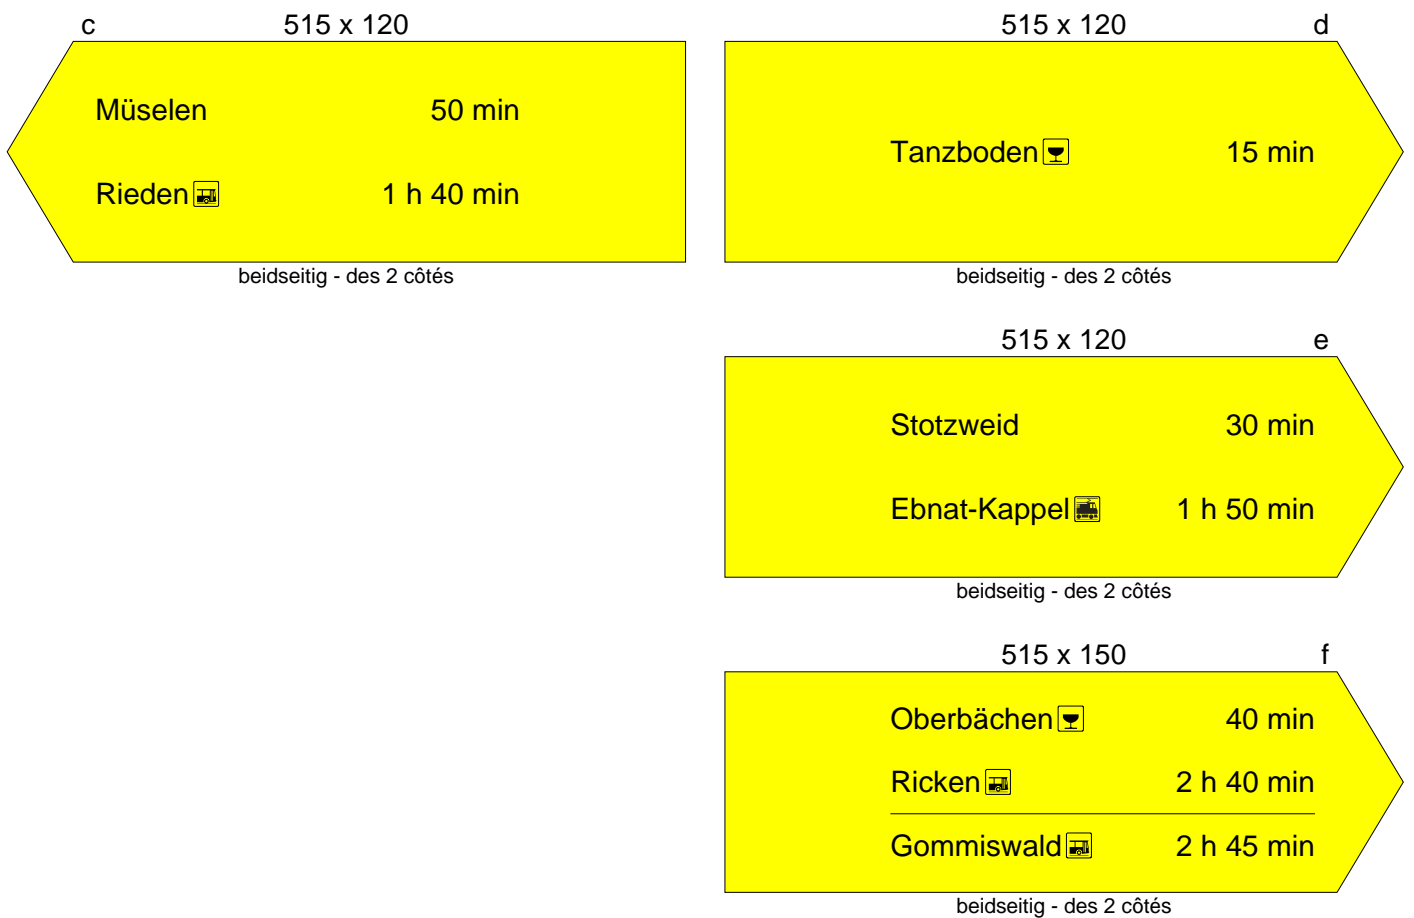 c 515 x 120
Müselen 50 min
Rieden 1 h 40 min
beidseitig - des 2 côtés
515 x 120 d
Tanzboden 15 min
beidseitig - des 2 côtés
515 x 120 e
Stotzweid 30 min
Ebnat-Kappel 1 h 50 min
beidseitig - des 2 côtés
515 x 150 f
Oberbächen 40 min
Ricken 2 h 40 min
Gommiswald 2 h 45 min
beidseitig - des 2 côtés